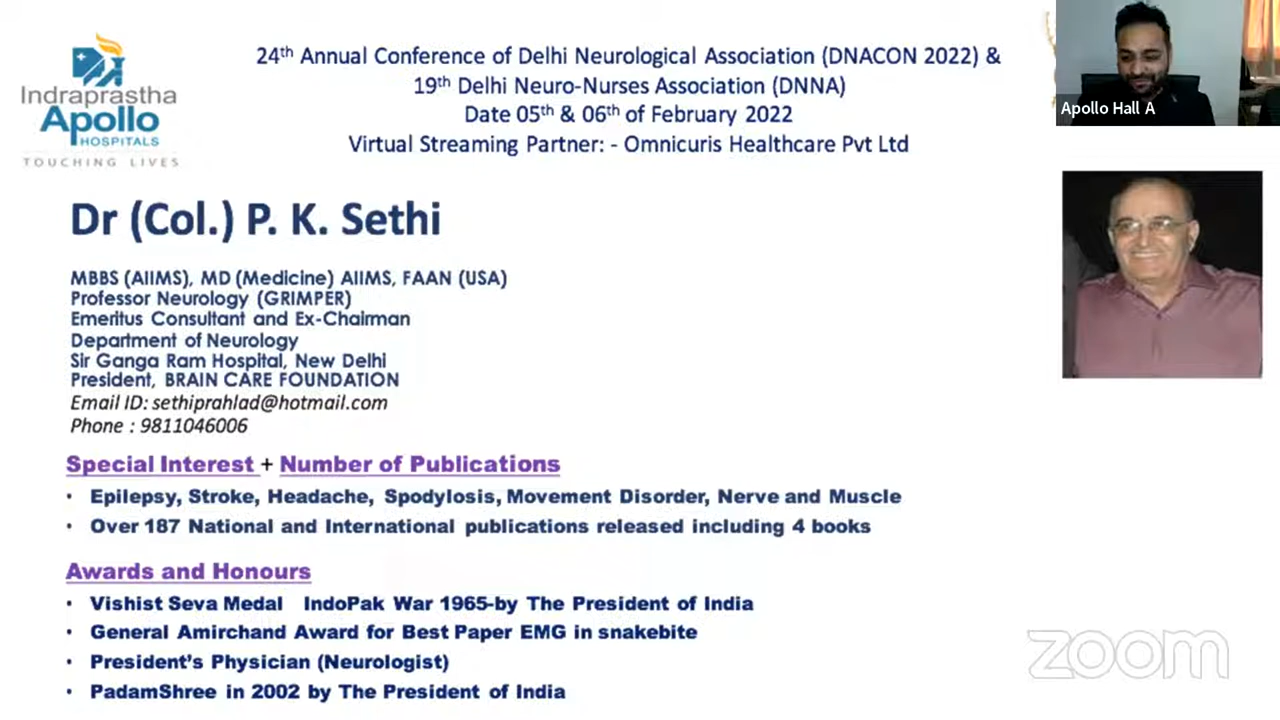 Indraprastha
Apollo
HOSPITALS
TOUCHING LIVES
24th Annual Conference of Delhi Neurological Association (DNACON 2022) &
19th Delhi Neuro-Nurses Association (DNNA)
Date 05th & 06th of February 2022
Virtual Streaming Partner: - Omnicuris Healthcare Pvt Ltd
Apollo Hall A
Dr (Col.) P. K. Sethi
MBBS (AIIMS), MD (Medicine) AIIMS, FAAN (USA)
Professor Neurology (GRIMPER)
Emeritus Consultant and Ex-Chairman
Department of Neurology
Sir Ganga Ram Hospital, New Delhi
President, BRAIN CARE FOUNDATION
Email ID: sethiprahlad@hotmail.com
Phone : 9811046006
Special Interest + Number of Publications
• Epilepsy, Stroke, Headache, Spodylosis, Movement Disorder, Nerve and Muscle
• Over 187 National and International publications released including 4 books
Awards and Honours
• Vishist Seva Medal IndoPak War 1965-by The President of India
• General Amirchand Award for Best Paper EMG in snakebite
• President's Physician (Neurologist)
• PadamShree in 2002 by The President of India
zoom